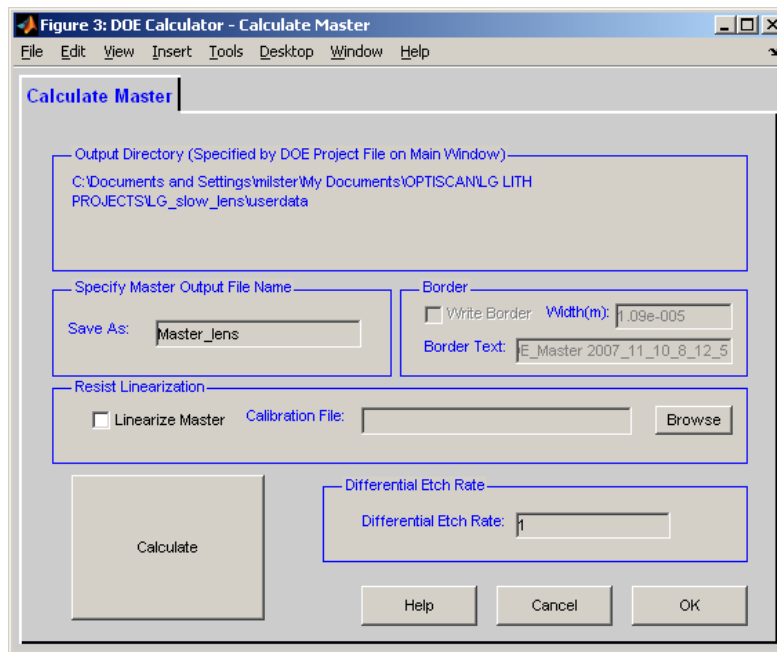 Figure 3: DOE Calculator - Calculate Master
File Edit View Insert Tools Desktop Window Help
Calculate Master
Output Directory (Specified by DOE Project File on Main Window)
C:\Documents and Settings\milster\My Documents\OPTISCAN\LG LITH
PROJECTS\LG_slow_lens\userdata
Specify Master Output File Name
Save As: Master_lens
Border
Write Border Width(m): 1.09e-005
Border Text: E_Master 2007_11_10_8_12_5
Resist Linearization
Linearize Master Calibration File: Browse
Calculate
Differential Etch Rate
Differential Etch Rate: 1
Help Cancel OK